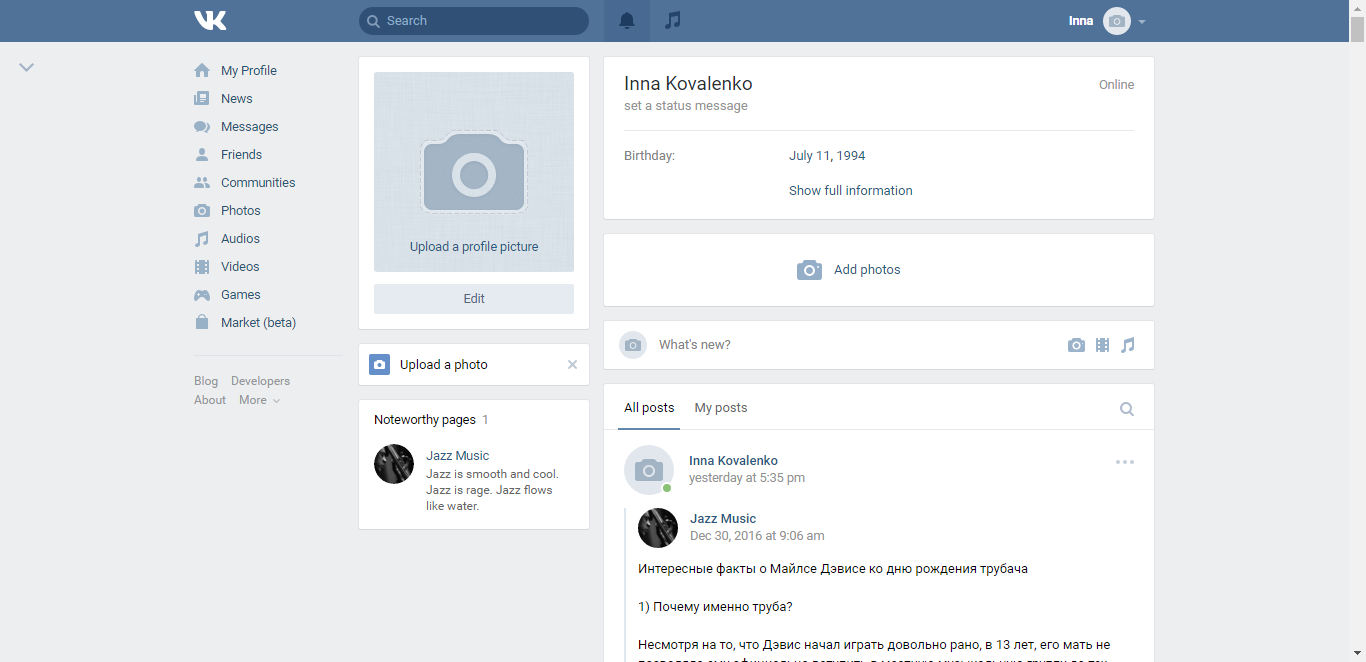 VK
Search
Inna
My Profile
News
Messages
Friends
Communities
Photos
Audios
Videos
Games
Market (beta)
Blog Developers
About More
Upload a profile picture
Edit
Upload a photo
Noteworthy pages 1
Jazz Music
Jazz is smooth and cool.
Jazz is rage. Jazz flows
like water.
Inna Kovalenko
Online
set a status message
Birthday: July 11, 1994
Show full information
Add photos
What's new?
All posts My posts
Inna Kovalenko
yesterday at 5:35 pm
Jazz Music
Dec 30, 2016 at 9:06 am
Интересные факты о Майлсе Дэвисе ко дню рождения трубача
1) Почему именно труба?
Несмотря на то, что Дэвис начал играть довольно рано, в 13 лет, его мать не